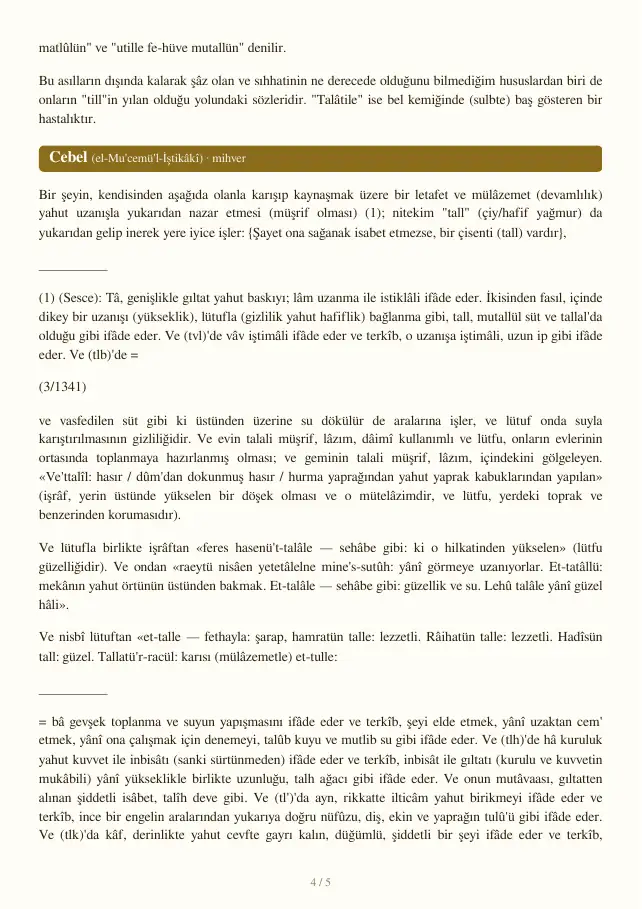 matlûlün" ve "utille fe-hüve mutallün" denilir.
Bu asılların dışında kalarak şâz olan ve sıhhatinin ne derecede olduğunu bilmediğim hususlardan biri de
onların "till"in yılan olduğu yolundaki sözleridir. "Talâtile" ise bel kemiğinde (sulbte) baş gösteren bir
hastalıktır.
Cebel (el-Mu'cemü'l-İştikâkî) · mihver
Bir şeyin, kendisinden aşağıda olanla karışıp kaynaşmak üzere bir letafet ve mülâzemet (devamlılık)
yahut uzanışla yukarıdan nazar etmesi (müşrif olması) (1); nitekim "tall" (çiy/hafif yağmur) da
yukarıdan gelip inerek yere iyice işler: {Şayet ona sağanak isabet etmezse, bir çisenti (tall) vardır},
___________
(1) (Sesce): Tâ, genişlikle gıltat yahut baskıyı; lâm uzanma ile istiklâli ifâde eder. İkisinden fasıl, içinde
dikey bir uzanışı (yükseklik), lütufla (gizlilik yahut hafiflik) bağlanma gibi, tall, mutallül süt ve tallal'da
olduğu gibi ifâde eder. Ve (tvl)'de vâv iştimâli ifâde eder ve terkîb, o uzanışa iştimâli, uzun ip gibi ifâde
eder. Ve (tlb)'de =
(3/1341)
ve vasfedilen süt gibi ki üstünden üzerine su dökülür de aralarına işler, ve lütuf onda suyla
karıştırılmasının gizliliğidir. Ve evin talali müşrif, lâzım, dâimî kullanımlı ve lütfu, onların evlerinin
ortasında toplanmaya hazırlanmış olması; ve geminin talali müşrif, lâzım, içindekini gölgeleyen.
«Ve'ttalîl: hasır / dûm'dan dokunmuş hasır / hurma yaprağından yahut yaprak kabuklarından yapılan»
(işrâf, yerin üstünde yükselen bir döşek olması ve o mütelâzimdir, ve lütfu, yerdeki toprak ve
benzerinden korumasıdır).
Ve lütufla birlikte işrâftan «feres hasenü't-talâle — sehâbe gibi: ki o hilkatinden yükselen» (lütfu
güzelliğidir). Ve ondan «raeytü nisâen yetetâlelne mine's-sutûh: yânî görmeye uzanıyorlar. Et-tatâllü:
mekânın yahut örtünün üstünden bakmak. Et-talâle — sehâbe gibi: güzellik ve su. Lehû talâle yânî güzel
hâli».
Ve nisbî lütuftan «et-talle — fethayla: şarap, hamratün talle: lezzetli. Râihatün talle: lezzetli. Hadîsün
tall: güzel. Tallatü'r-racül: karısı (mülâzemetle) et-tulle:
___________
= bâ gevşek toplanma ve suyun yapışmasını ifâde eder ve terkîb, şeyi elde etmek, yânî uzaktan cem'
etmek, yânî ona çalışmak için denemeyi, talûb kuyu ve mutlib su gibi ifâde eder. Ve (tlh)'de hâ kuruluk
yahut kuvvet ile inbisâtı (sanki sürtünmeden) ifâde eder ve terkîb, inbisât ile gıltatı (kurulu ve kuvvetin
mukâbili) yânî yükseklikle birlikte uzunluğu, talh ağacı gibi ifâde eder. Ve onun mutâvaası, gıltatten
alınan şiddetli isâbet, talîh deve gibi. Ve (tl')'da ayn, rikkatte ilticâm yahut birikmeyi ifâde eder ve
terkîb, ince bir engelin aralarından yukarıya doğru nüfûzu, diş, ekin ve yaprağın tulû'ü gibi ifâde eder.
Ve (tlk)'da kâf, derinlikte yahut cevfte gayrı kalın, düğümlü, şiddetli bir şeyi ifâde eder ve terkîb,
4 / 5